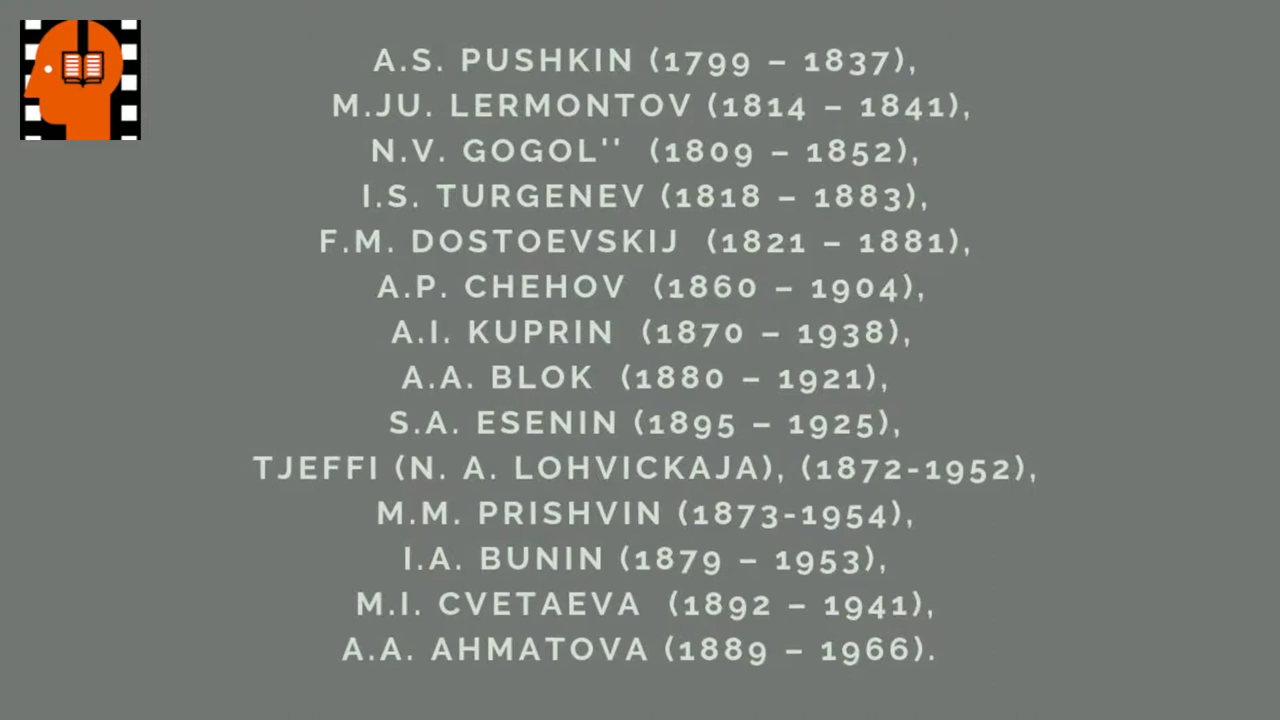 A.S. PUSHKIN (1799 – 1837),
M.JU. LERMONTOV (1814 – 1841),
N.V. GOGOL'' (1809 – 1852),
I.S. TURGENEV (1818 – 1883),
F.M. DOSTOEVSKIJ (1821 – 1881),
A.P. CHEHOV (1860 – 1904),
A.I. KUPRIN (1870 – 1938),
A.A. BLOK (1880 – 1921),
S.A. ESENIN (1895 – 1925),
TJEFFI (N. A. LOHVICKAJA), (1872-1952),
M.M. PRISHVIN (1873-1954),
I.A. BUNIN (1879 – 1953),
M.I. CVETAEVA (1892 – 1941),
A.A. AHMATOVA (1889 – 1966).